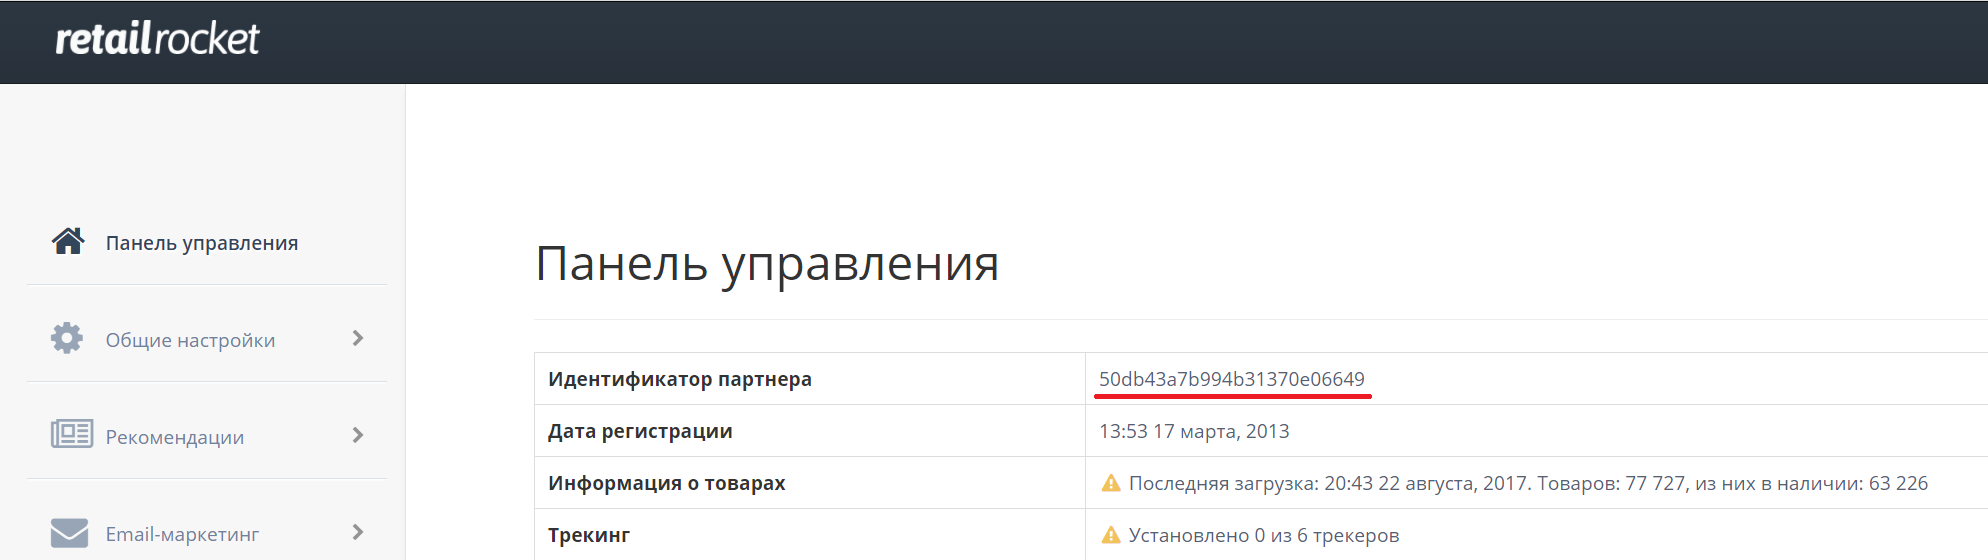 retailrocket
Панель управления
Общие настройки
Рекомендации
Email-маркетинг
Панель управления
Идентификатор партнера 50db43a7b994b31370e06649
Дата регистрации 13:53 17 марта, 2013
Информация о товарах Последняя загрузка: 20:43 22 августа, 2017. Товаров: 77 727, из них в наличии: 63 226
Трекинг Установлено 0 из 6 трекеров